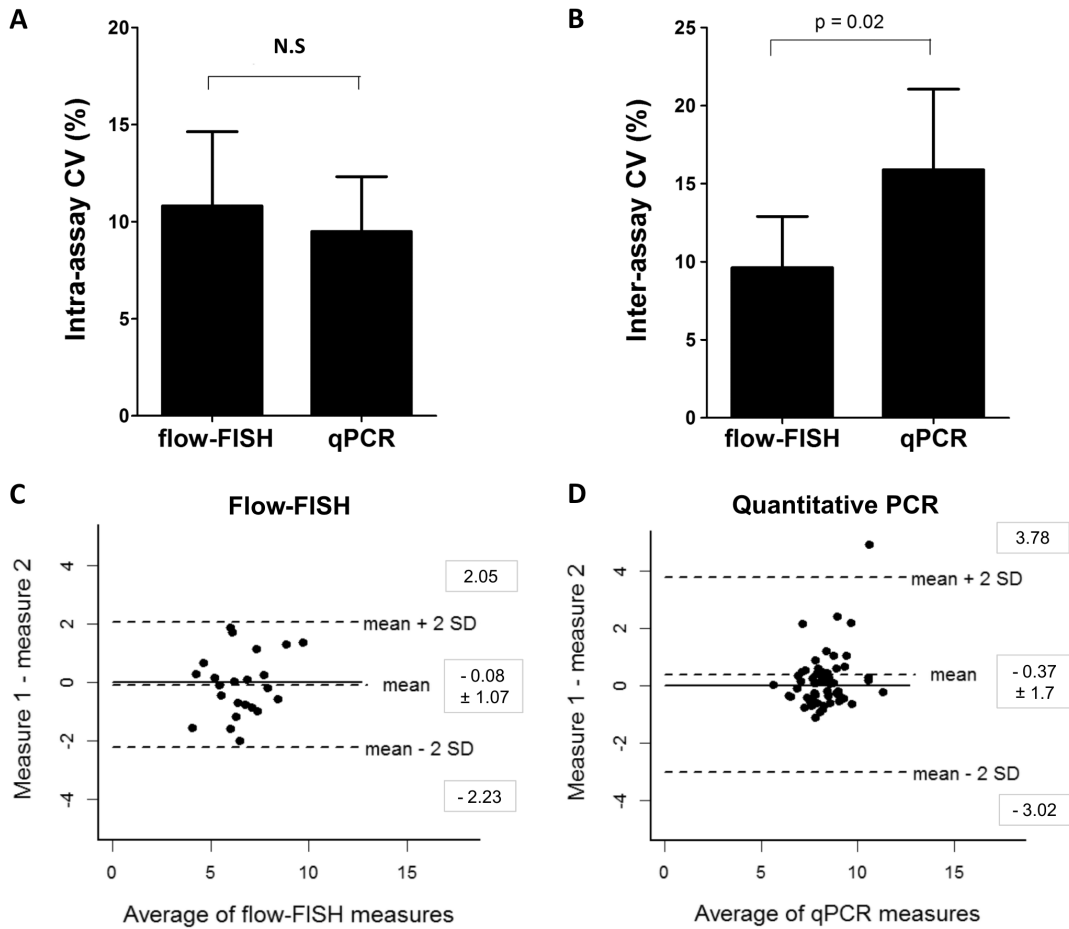 A
Intra-assay CV (%)
20
15
10
5
0
N.S
flow-FISH
qPCR
B
Inter-assay CV (%)
25
20
15
10
5
0
p = 0.02
flow-FISH
qPCR
C
Flow-FISH
Measure 1 - measure 2
4
2
0
-2
-4
2.05
mean + 2 SD
mean
- 0.08
± 1.07
mean - 2 SD
- 2.23
0
5
10
15
Average of flow-FISH measures
D
Quantitative PCR
Measure 1 - measure 2
4
2
0
-2
-4
3.78
mean + 2 SD
mean
- 0.37
± 1.7
mean - 2 SD
- 3.02
0
5
10
15
Average of qPCR measures